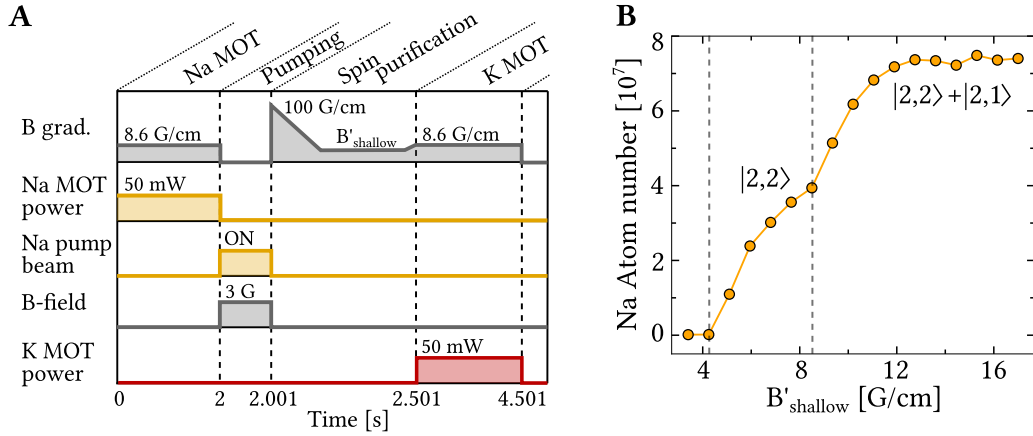 A
Na MOT
Pumping
Spin
purification
K MOT
B grad.
8.6 G/cm
100 G/cm
B'shallow
8.6 G/cm
Na MOT
power
50 mW
Na pump
beam
ON
B-field
3 G
K MOT
power
50 mW
0
2
2.001
2.501
4.501
Time [s]
B
Na Atom number [10⁷]
8
6
4
2
0
|2,2⟩
|2,2⟩+|2,1⟩
4
8
12
16
B'shallow [G/cm]